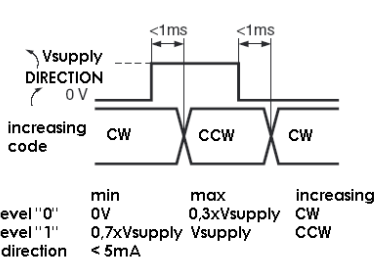 <1ms <1ms
Vsupply
DIRECTION
0 V
increasing
code
CW CCW CW
min max increasing
evel "0" 0V 0,3xVsupply CW
evel "1" 0,7xVsupply Vsupply CCW
direction < 5mA